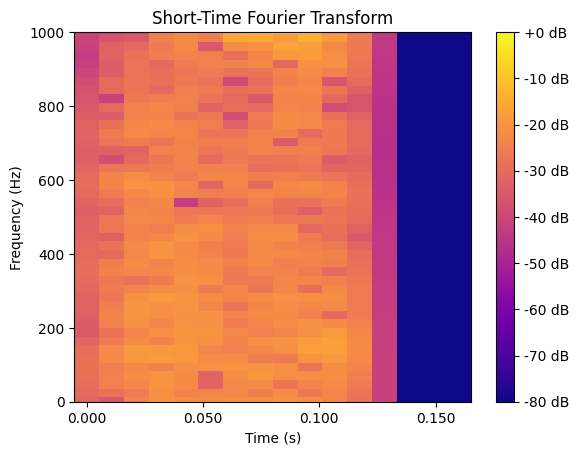 Short-Time Fourier Transform
1000
800
600
400
200
0
Frequency (Hz)
0.000
0.050
0.100
0.150
Time (s)
+0 dB
-10 dB
-20 dB
-30 dB
-40 dB
-50 dB
-60 dB
-70 dB
-80 dB